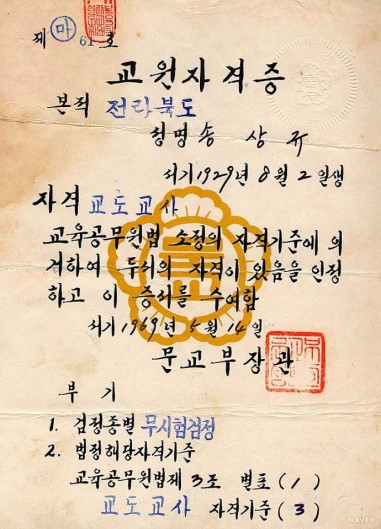 제 마 61 호
교원자격증
본적 전라북도
성명 송 상 규
서기 1929년 8월 2일생
자격 교도교사
교육공무원법 소정의 자격기준에 의
거하여 두서의 자격이 있음을 인정
하고 이 증서를 수여함
서기 1969년 5월 14일
문교부장관
부 기
1. 검정종별 무시험검정
2. 법정해당자격기준
교육공무원법제 3조 별표 (1)
교도교사 자격기준 (3)
NAVER